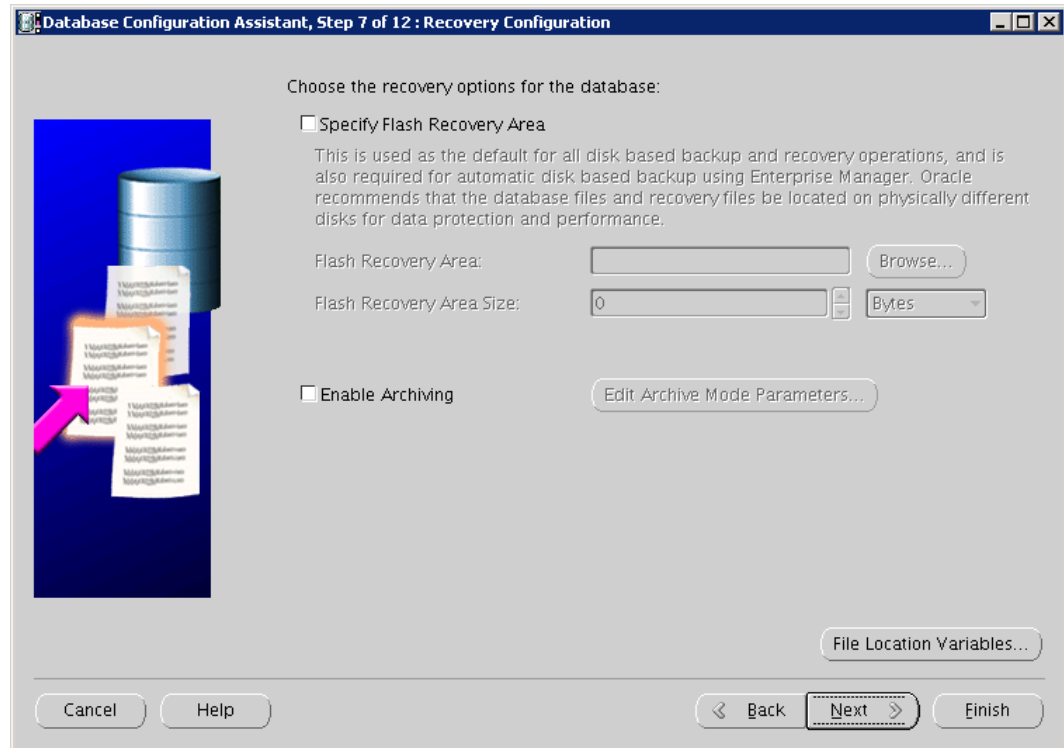 Database Configuration Assistant, Step 7 of 12 : Recovery Configuration
Choose the recovery options for the database:
Specify Flash Recovery Area
This is used as the default for all disk based backup and recovery operations, and is
also required for automatic disk based backup using Enterprise Manager. Oracle
recommends that the database files and recovery files be located on physically different
disks for data protection and performance.
Flash Recovery Area:
Browse...
Flash Recovery Area Size:
0
Bytes
Enable Archiving
Edit Archive Mode Parameters...
File Location Variables...
Cancel
Help
Back
Next
Finish